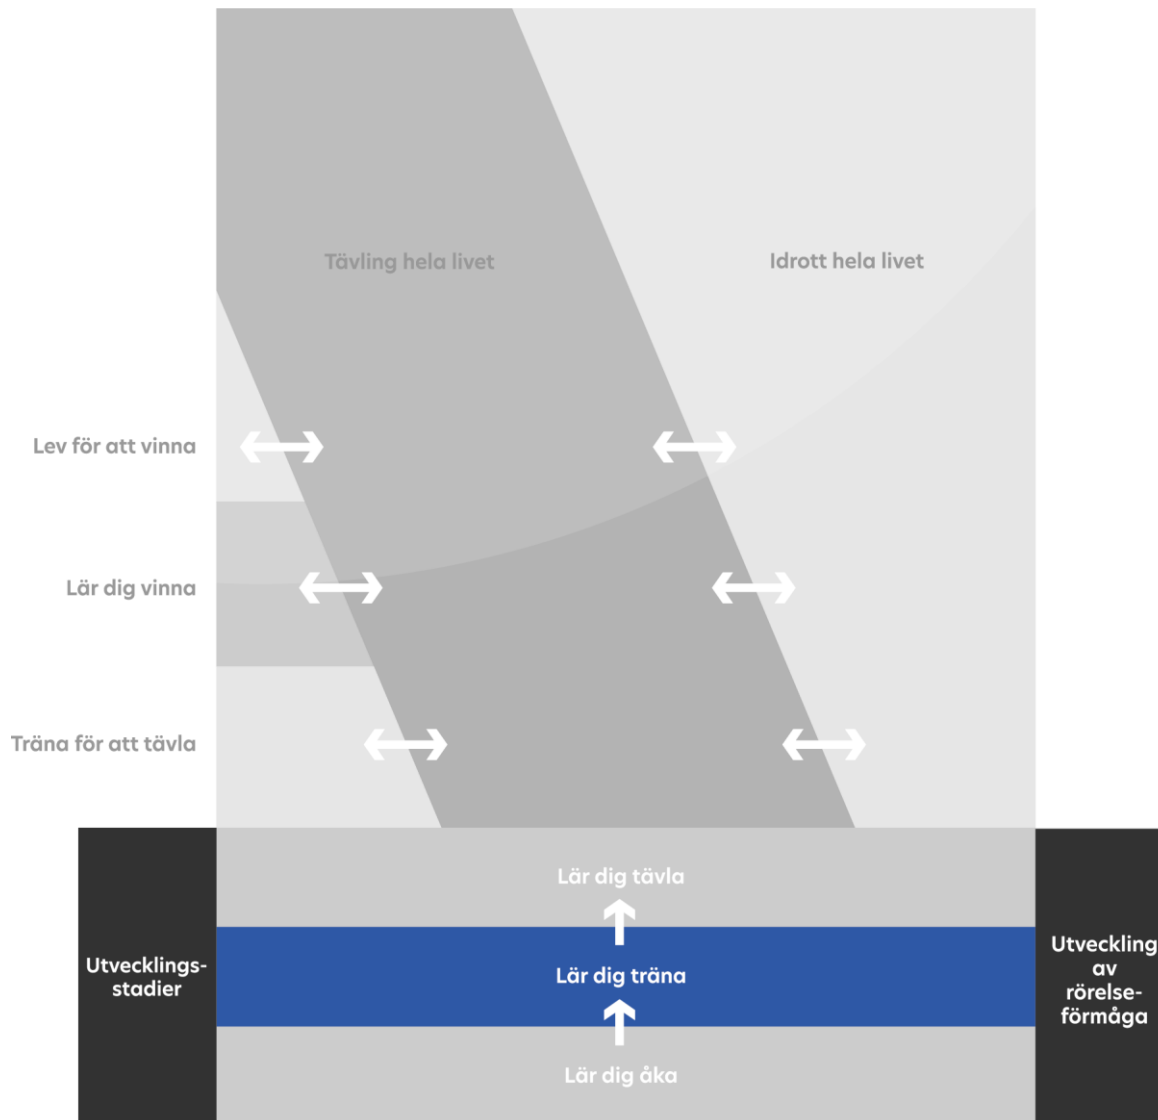 Tävling hela livet
Idrott hela livet
Lev för att vinna
Lär dig vinna
Träna för att tävla
Lär dig tävla
Utvecklings-
stadier
Lär dig träna
Utveckling
av
rörelse-
förmåga
Lär dig åka